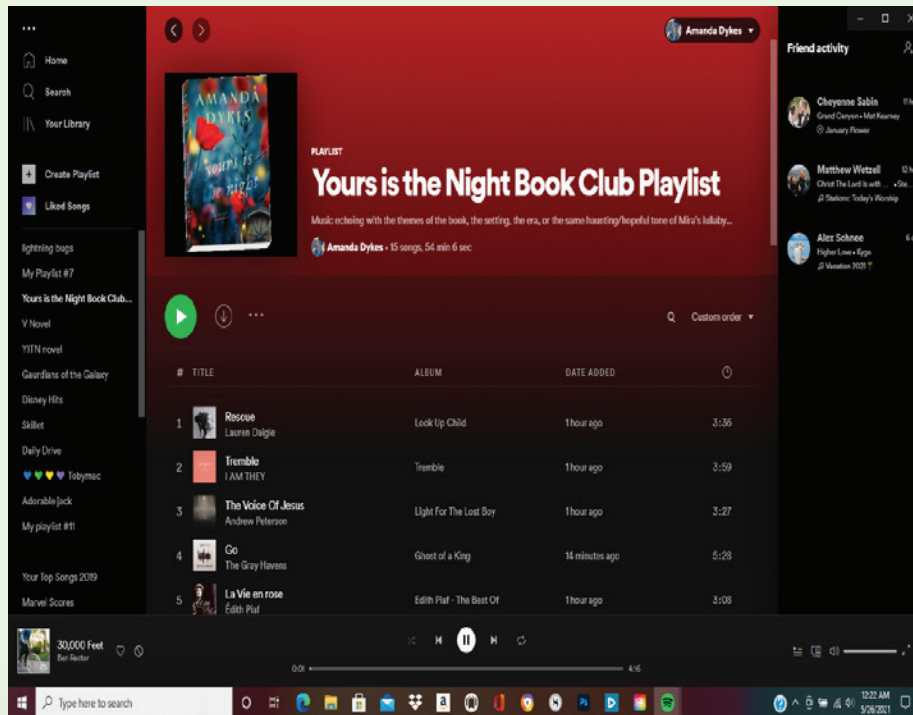 Home
Search
Your Library
Create Playlist
Liked Songs
lightning bugs
My Playlist #7
Yours is the Night Book Club...
V Novel
YITN novel
Gaurdians of the Galaxy
Disney Hits
Skillet
Daily Drive
💙 💚 💛 💜 Tobymac
Adorable Jack
My playlist #11
Your Top Songs 2019
Marvel Scores
Amanda Dykes
AMANDA
DYKES
Yours is
the night
PLAYLIST
Yours is the Night Book Club Playlist
Music echoing with the themes of the book, the setting, the era, or the same haunting/hopeful tone of Mira's lullaby...
Amanda Dykes • 15 songs, 54 min 6 sec
Custom order
# TITLE ALBUM DATE ADDED
1 Rescue Look Up Child 1 hour ago 3:36
Lauren Daigle
2 Tremble Tremble 1 hour ago 3:59
I AM THEY
3 The Voice Of Jesus Light For The Lost Boy 1 hour ago 3:27
Andrew Peterson
4 Go Ghost of a King 14 minutes ago 5:28
The Gray Havens
5 La Vie en rose Edith Piaf - The Best Of 1 hour ago 3:08
Édith Piaf
Friend activity
Cheyenne Sabin 11 h
Grand Canyon • Mat Kearney
January Flower
Matthew Wetzell 12 h
Christ The Lord Is with ... • Ste...
Stations: Today's Worship
Alex Schnee 6
Higher Love • Kygo
Vacation 2021🌴
30,000 Feet
Ben Rector
0:01 4:16
Type here to search
12:22 AM
5/26/2021